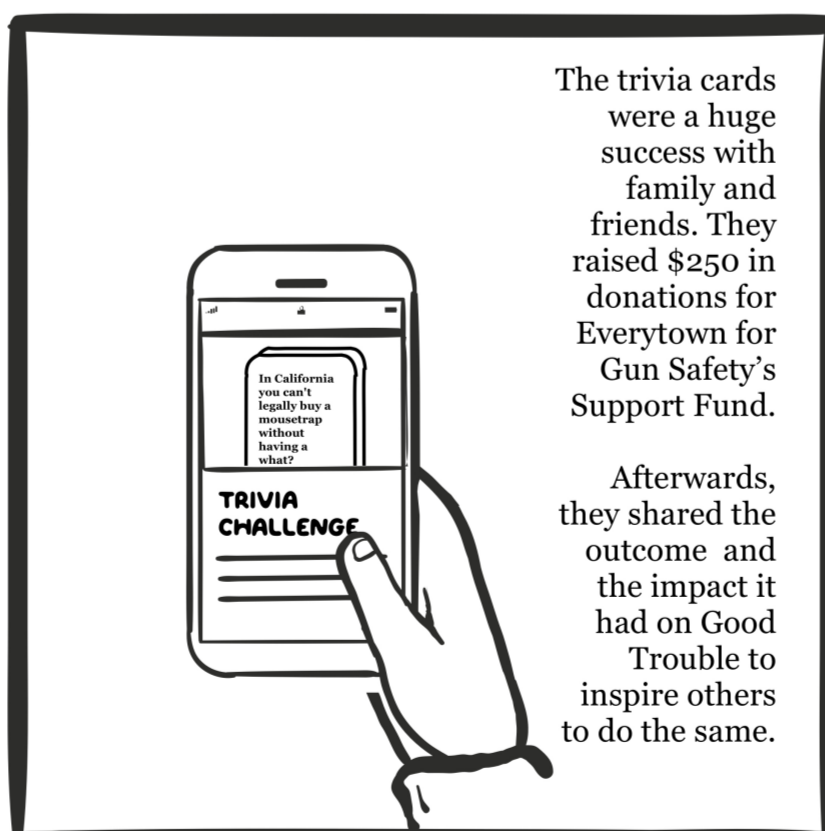 The trivia cards
were a huge
success with
family and
friends. They
raised $250 in
donations for
Everytown for
Gun Safety’s
Support Fund.
Afterwards,
they shared the
outcome and
the impact it
had on Good
Trouble to
inspire others
to do the same.
In California
you can't
legally buy a
mousetrap
without
having a
what?
TRIVIA
CHALLENGE